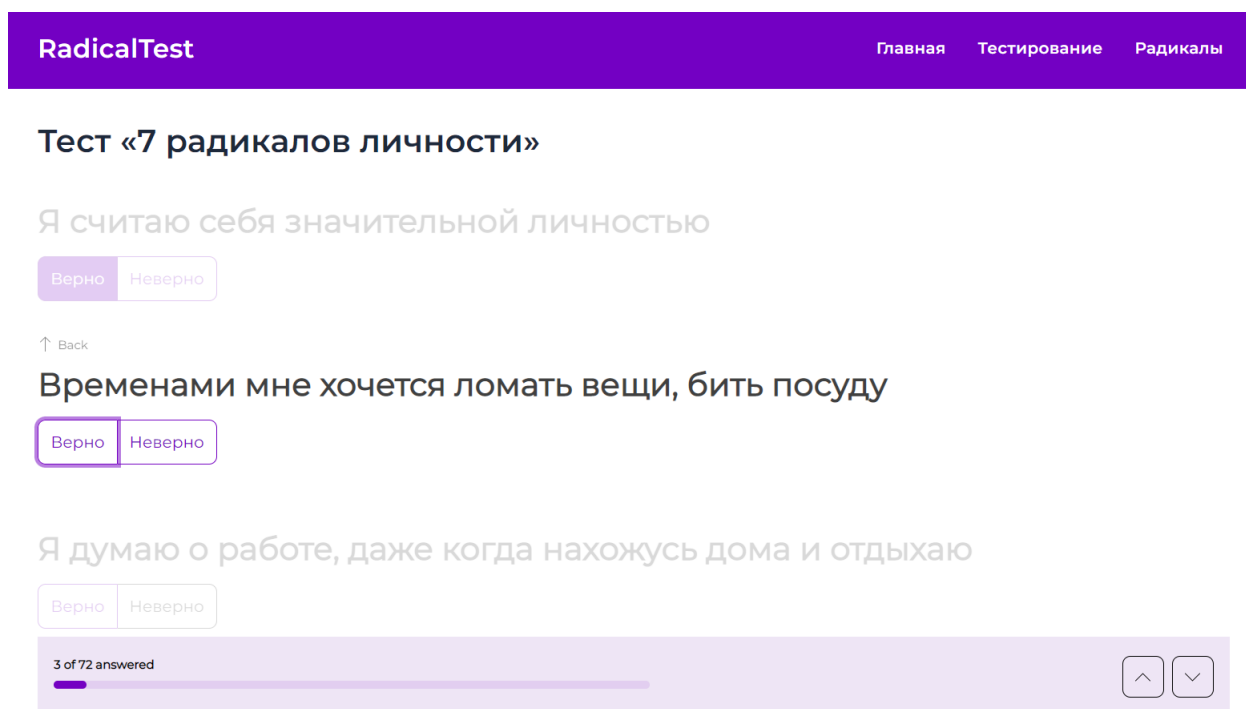 RadicalTest Главная Тестирование Радикалы
Тест «7 радикалов личности»
Я считаю себя значительной личностью
Верно Неверно
↑ Back
Временами мне хочется ломать вещи, бить посуду
Верно Неверно
Я думаю о работе, даже когда нахожусь дома и отдыхаю
Верно Неверно
3 of 72 answered